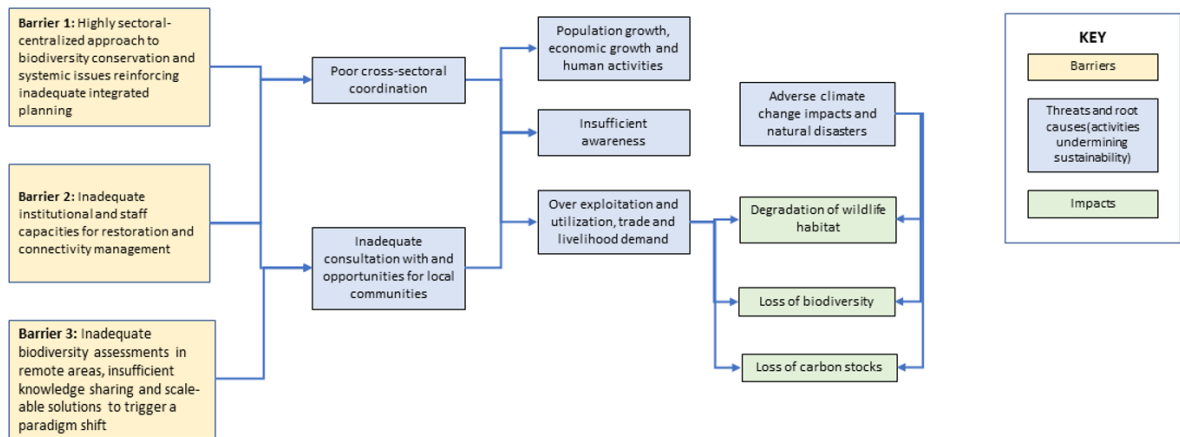 Barrier 1: Highly sectoral-
centralized approach to
biodiversity conservation and
systemic issues reinforcing
inadequate integrated
planning
Barrier 2: Inadequate
institutional and staff
capacities for restoration and
connectivity management
Barrier 3: Inadequate
biodiversity assessments in
remote areas, insufficient
knowledge sharing and scale-
able solutions to trigger a
paradigm shift
Poor cross-sectoral
coordination
Inadequate
consultation with and
opportunities for local
communities
Population growth,
economic growth and
human activities
Insufficient
awareness
Over exploitation and
utilization, trade and
livelihood demand
Adverse climate
change impacts and
natural disasters
Degradation of wildlife
habitat
Loss of biodiversity
Loss of carbon stocks
KEY
Barriers
Threats and root
causes(activities
undermining
sustainability)
Impacts